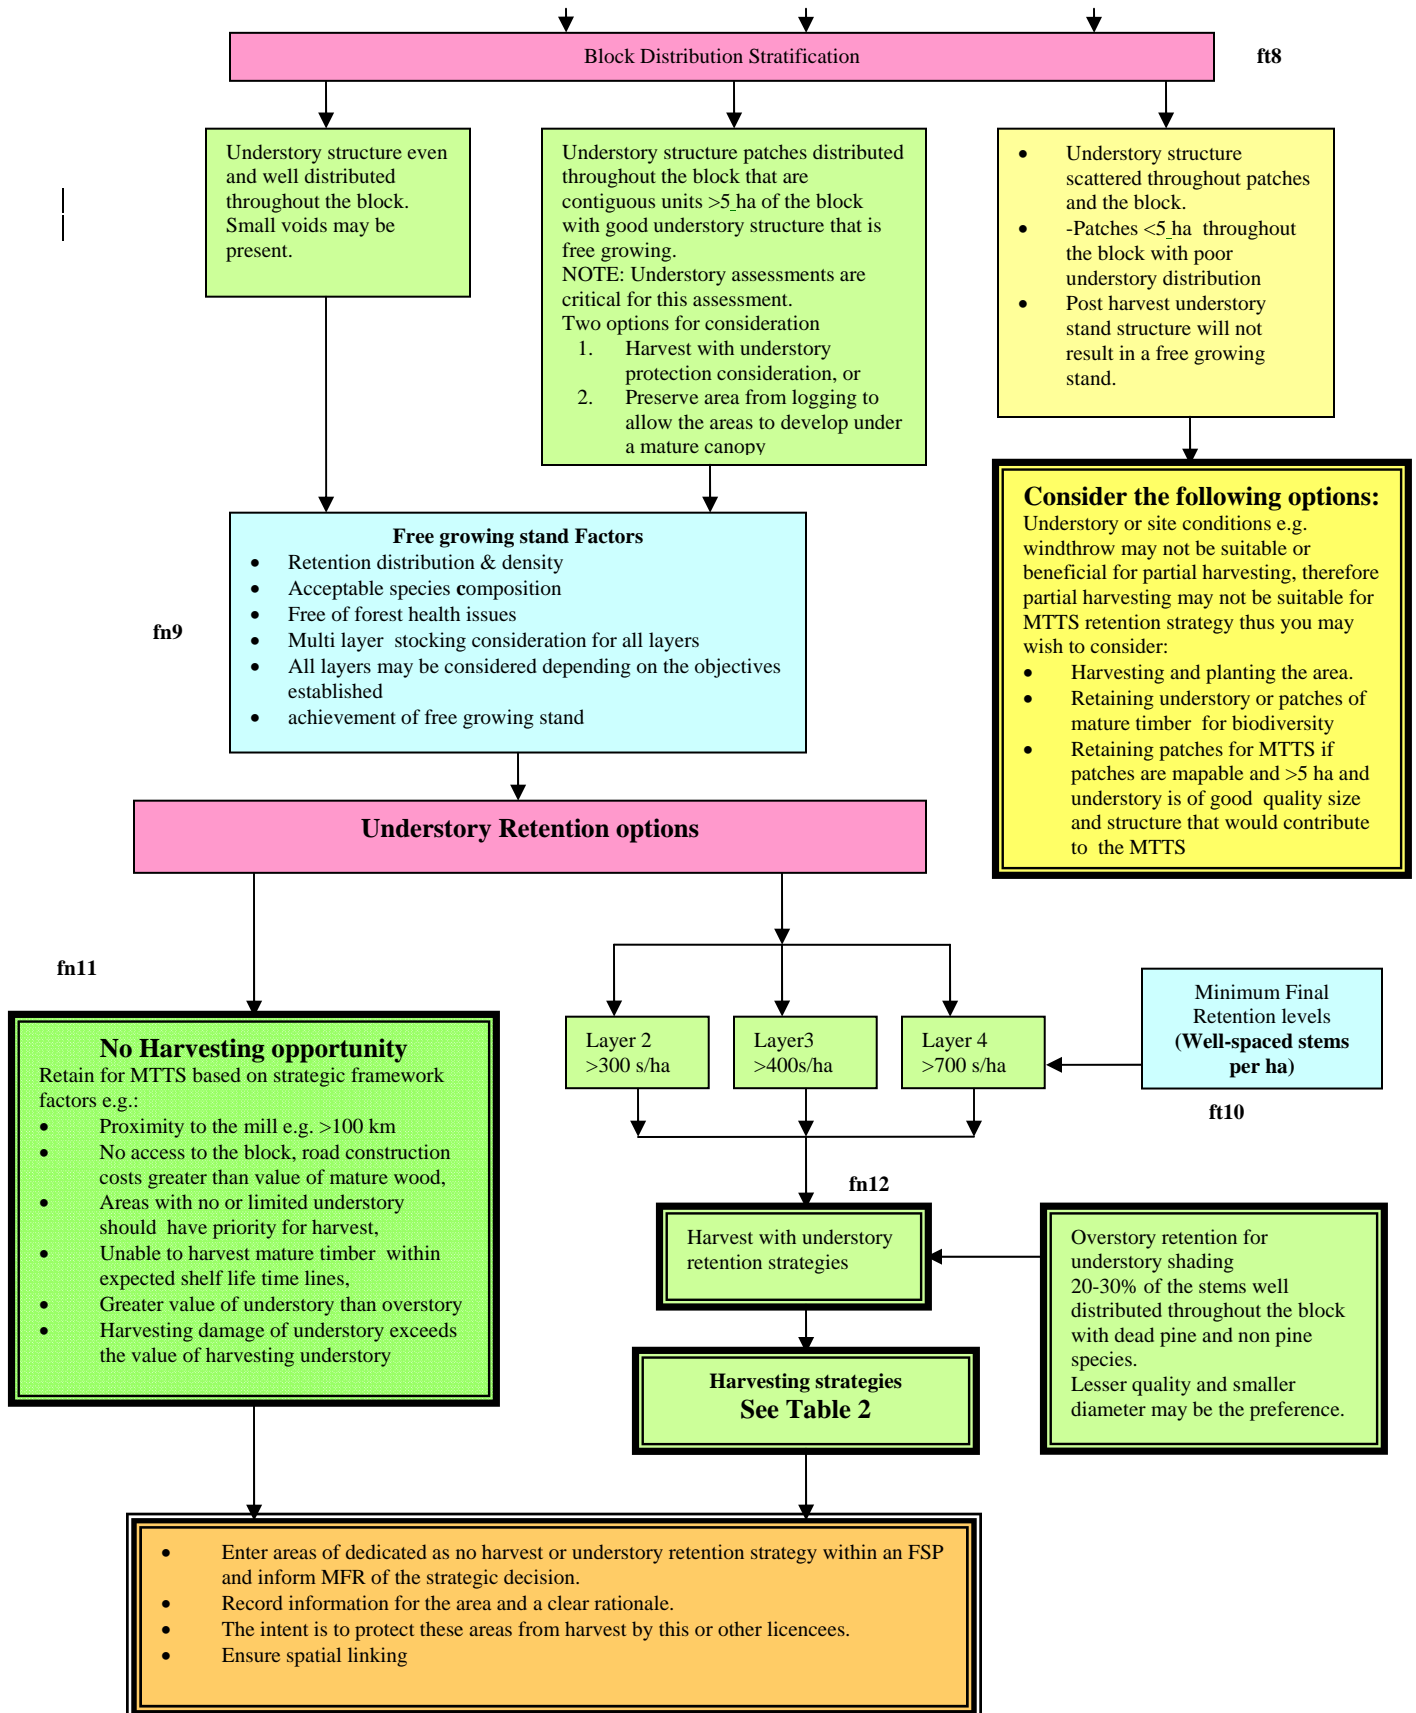 Block Distribution Stratification
ft8
Understory structure even
and well distributed
throughout the block.
Small voids may be
present.
Understory structure patches distributed
throughout the block that are
contiguous units >5 ha of the block
with good understory structure that is
free growing.
NOTE: Understory assessments are
critical for this assessment.
Two options for consideration
1. Harvest with understory
protection consideration, or
2. Preserve area from logging to
allow the areas to develop under
a mature canopy
• Understory structure
scattered throughout patches
and the block.
• -Patches <5 ha throughout
the block with poor
understory distribution
• Post harvest understory
stand structure will not
result in a free growing
stand.
Consider the following options:
Understory or site conditions e.g.
windthrow may not be suitable or
beneficial for partial harvesting, therefore
partial harvesting may not be suitable for
MTTS retention strategy thus you may
wish to consider:
• Harvesting and planting the area.
• Retaining understory or patches of
mature timber for biodiversity
• Retaining patches for MTTS if
patches are mapable and >5 ha and
understory is of good quality size
and structure that would contribute
to the MTTS
fn9
Free growing stand Factors
• Retention distribution & density
• Acceptable species composition
• Free of forest health issues
• Multi layer stocking consideration for all layers
• All layers may be considered depending on the objectives
established
• achievement of free growing stand
Understory Retention options
fn11
No Harvesting opportunity
Retain for MTTS based on strategic framework
factors e.g.:
• Proximity to the mill e.g. >100 km
• No access to the block, road construction
costs greater than value of mature wood,
• Areas with no or limited understory
should have priority for harvest,
• Unable to harvest mature timber within
expected shelf life time lines,
• Greater value of understory than overstory
• Harvesting damage of understory exceeds
the value of harvesting understory
Layer 2
>300 s/ha
Layer3
>400s/ha
Layer 4
>700 s/ha
Minimum Final
Retention levels
(Well-spaced stems
per ha)
ft10
fn12
Harvest with understory
retention strategies
Overstory retention for
understory shading
20-30% of the stems well
distributed throughout the block
with dead pine and non pine
species.
Lesser quality and smaller
diameter may be the preference.
Harvesting strategies
See Table 2
• Enter areas of dedicated as no harvest or understory retention strategy within an FSP
and inform MFR of the strategic decision.
• Record information for the area and a clear rationale.
• The intent is to protect these areas from harvest by this or other licencees.
• Ensure spatial linking